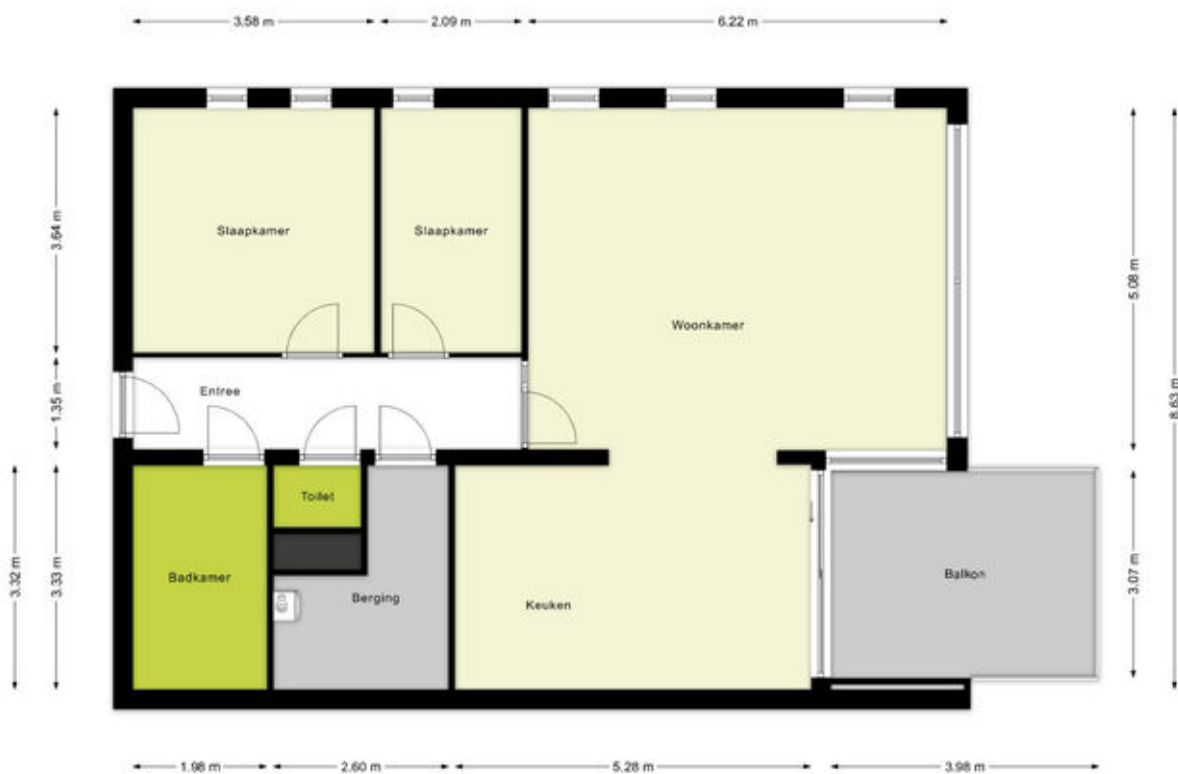 3.58 m
2.09 m
6.22 m
3.64 m
Slaapkamer
Slaapkamer
Woonkamer
5.08 m
8.63 m
1.35 m
Entree
3.32 m
3.33 m
Toilet
Badkamer
Berging
Keuken
Balkon
3.07 m
1.98 m
2.60 m
5.28 m
3.98 m